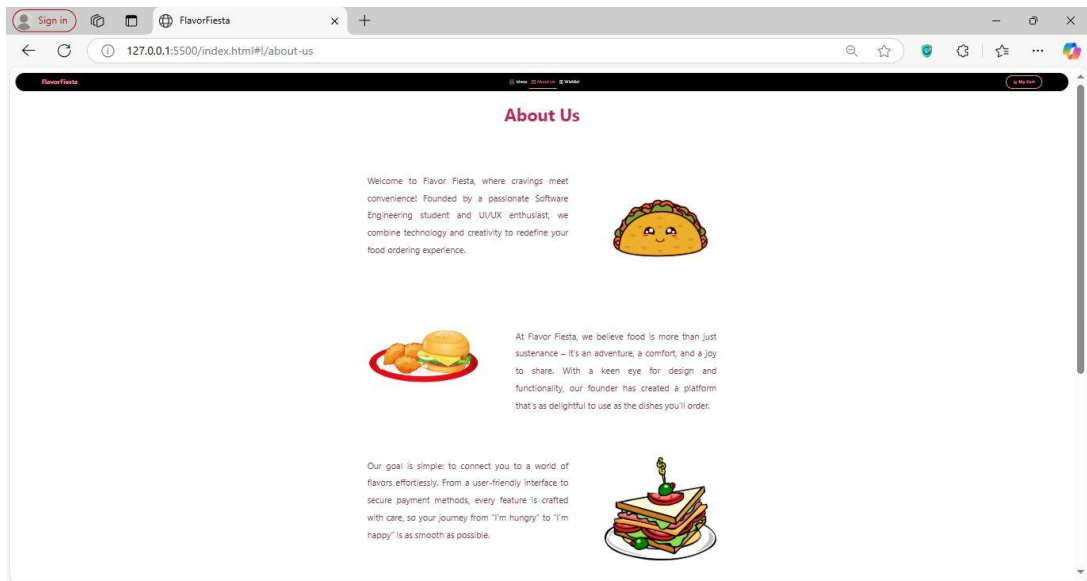 Sign in
FlavorFiesta
127.0.0.1:5500/index.html#!/about-us
FlavorFiesta
Menu About Us Wishlist
My Cart
About Us
Welcome to Flavor Fiesta, where cravings meet
convenience! Founded by a passionate Software
Engineering student and UI/UX enthusiast, we
combine technology and creativity to redefine your
food ordering experience.
At Flavor Fiesta, we believe food is more than just
sustenance – it's an adventure, a comfort, and a joy
to share. With a keen eye for design and
functionality, our founder has created a platform
that's as delightful to use as the dishes you'll order.
Our goal is simple: to connect you to a world of
flavors effortlessly. From a user-friendly interface to
secure payment methods, every feature is crafted
with care, so your journey from "I'm hungry" to "I'm
happy" is as smooth as possible.